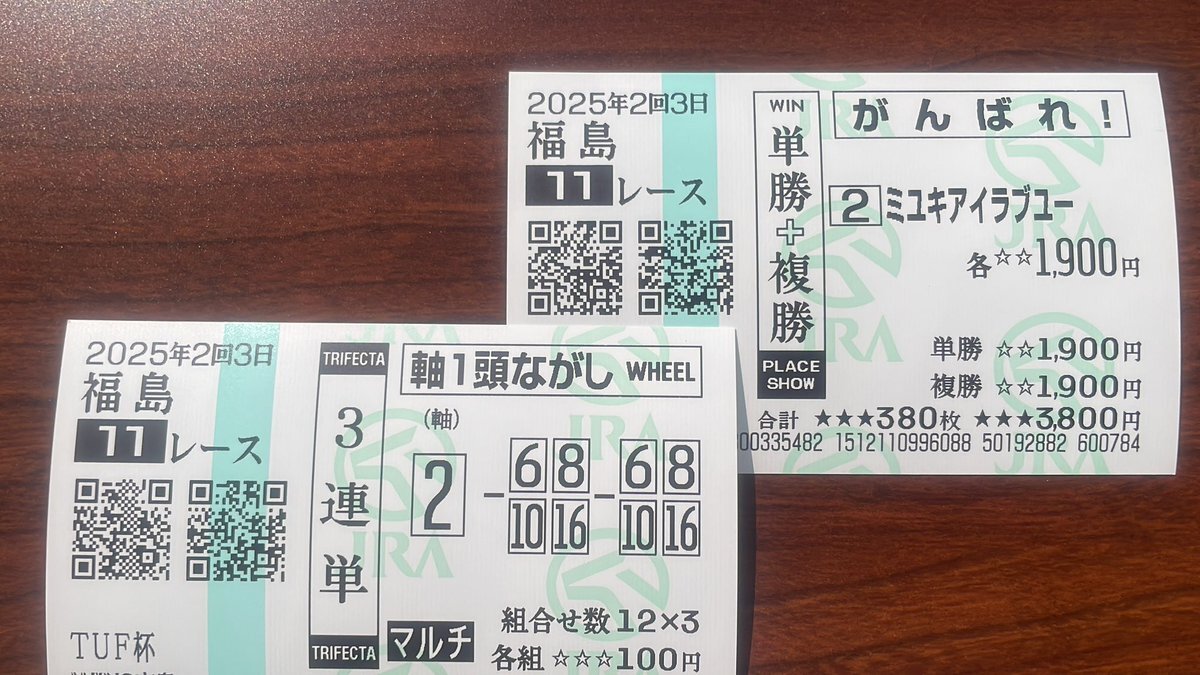 2025年2回3日
福島
11レース
WIN
単勝+複勝
PLACE
SHOW
がんばれ!
2 ミユキアイラブユー
各☆☆1,900円
単勝 ☆☆1,900円
複勝 ☆☆1,900円
合計 ★★★380枚 ★★★3,800円
00335482 1512110996088 50192882 600784
JRA
2025年2回3日
福島
11レース
TUF杯
TRIFECTA
3連単
TRIFECTA
軸1頭ながし WHEEL
(軸)
2 - 6 8 - 6 8
10 16 10 16
マルチ
組合せ数 12×3
各組 ☆☆☆100円
JRA